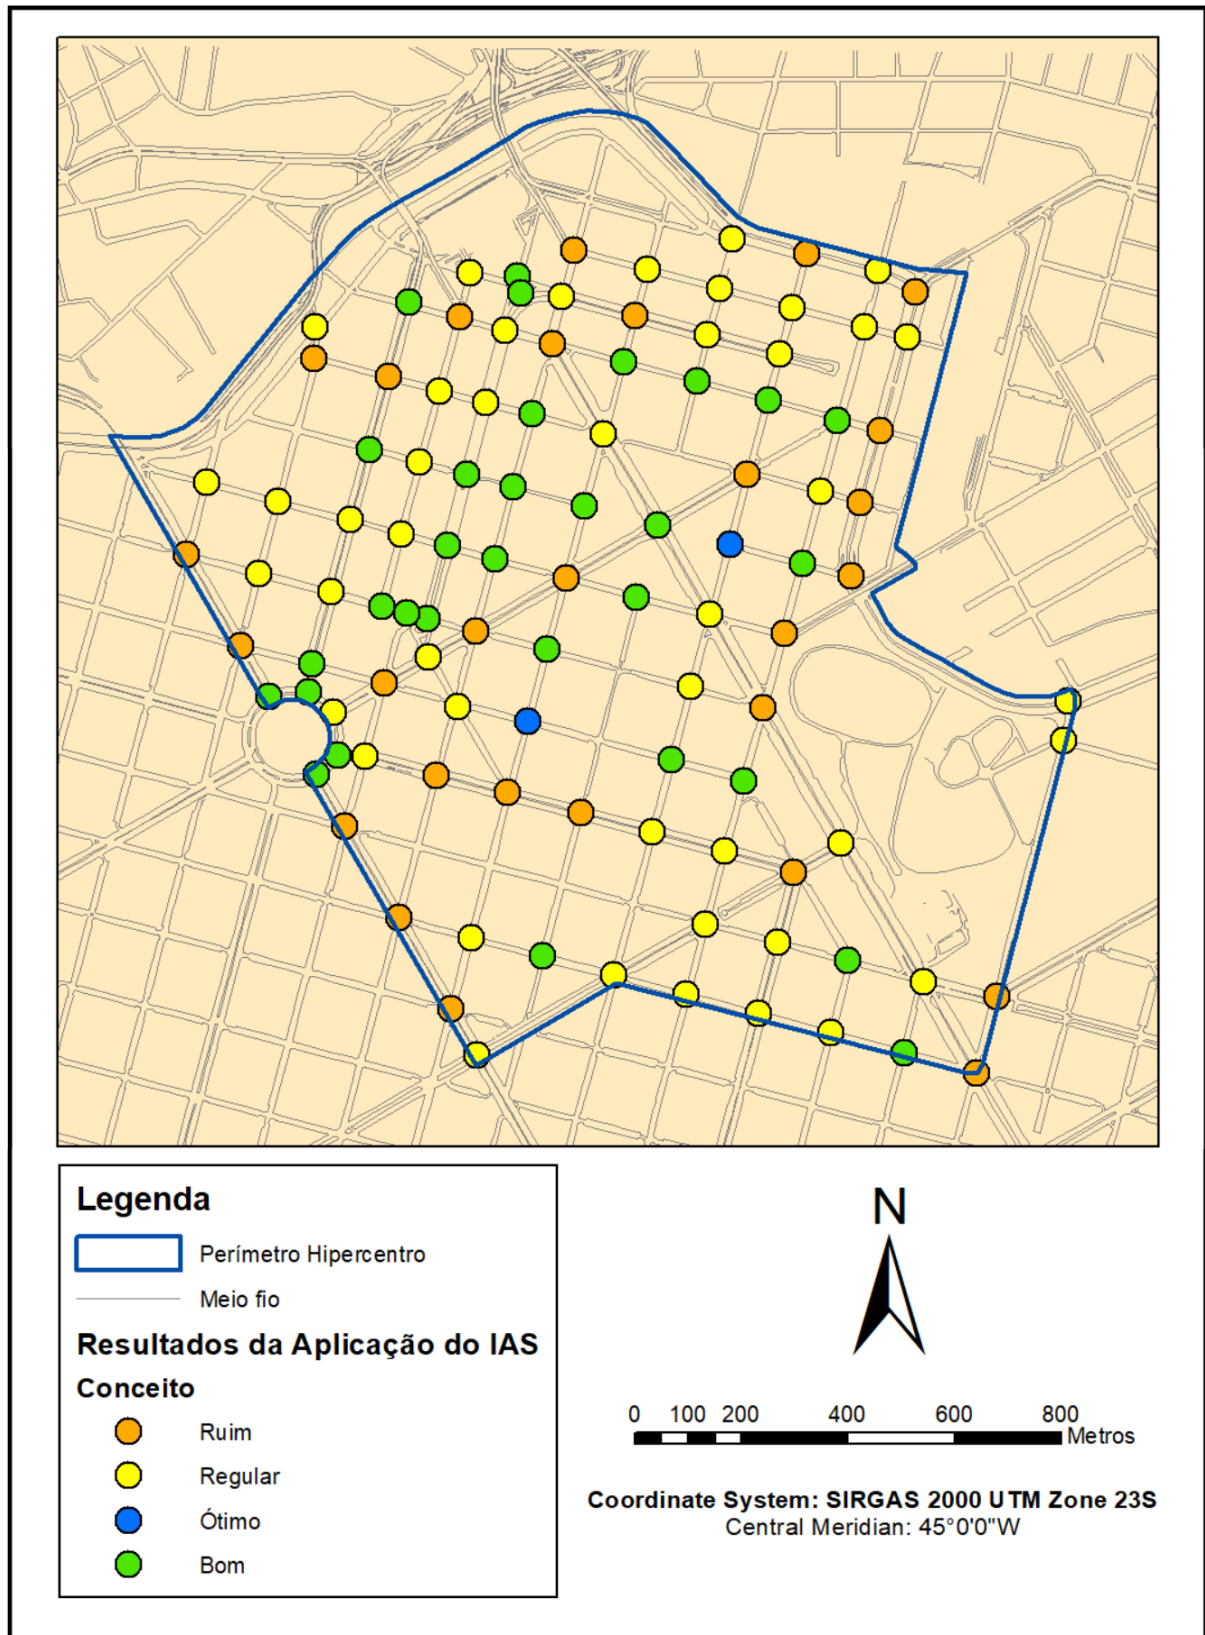 Legenda
Perímetro Hipercentro
Meio fio
Resultados da Aplicação do IAS
Conceito
Ruim
Regular
Ótimo
Bom
N
0 100 200 400 600 800
Metros
Coordinate System: SIRGAS 2000 UTM Zone 23S
Central Meridian: 45°0'0"W